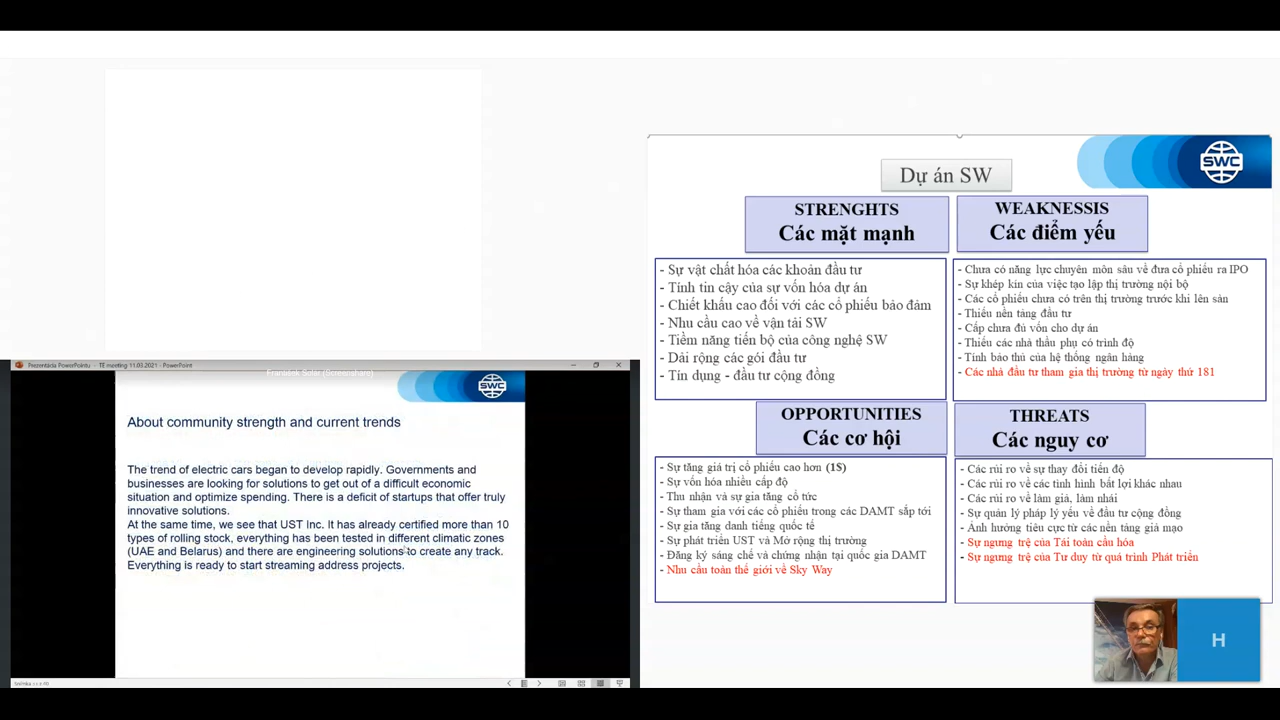 Prezentácia PowerPointu - TE meeting 11.03.2021 - PowerPoint
František Solár (Screenshare)
SWC
About community strength and current trends
The trend of electric cars began to develop rapidly. Governments and
businesses are looking for solutions to get out of a difficult economic
situation and optimize spending. There is a deficit of startups that offer truly
innovative solutions.
At the same time, we see that UST Inc. It has already certified more than 10
types of rolling stock, everything has been tested in different climatic zones
(UAE and Belarus) and there are engineering solutions to create any track.
Everything is ready to start streaming address projects.
SWC
Dự án SW
STRENGHTS
Các mặt mạnh
- Sự vật chất hóa các khoản đầu tư
- Tính tin cậy của sự vốn hóa dự án
- Chiết khấu cao đối với các cổ phiếu bảo đảm
- Nhu cầu cao về vận tải SW
- Tiềm năng tiến bộ của công nghệ SW
- Dải rộng các gói đầu tư
- Tín dụng - đầu tư cộng đồng
WEAKNESSIS
Các điểm yếu
- Chưa có năng lực chuyên môn sâu về đưa cổ phiếu ra IPO
- Sự khép kín của việc tạo lập thị trường nội bộ
- Các cổ phiếu chưa có trên thị trường trước khi lên sàn
- Thiếu nền tảng đầu tư
- Cấp chưa đủ vốn cho dự án
- Thiếu các nhà thầu phụ có trình độ
- Tính bảo thủ của hệ thống ngân hàng
- Các nhà đầu tư tham gia thị trường từ ngày thứ 181
OPPORTUNITIES
Các cơ hội
- Sự tăng giá trị cổ phiếu cao hơn (1$)
- Sự vốn hóa nhiều cấp độ
- Thu nhận và sự gia tăng cổ tức
- Sự tham gia với các cổ phiếu trong các DAMT sắp tới
- Sự gia tăng danh tiếng quốc tế
- Sự phát triển UST và Mở rộng thị trường
- Đăng ký sáng chế và chứng nhận tại quốc gia DAMT
- Nhu cầu toàn thế giới về Sky Way
THREATS
Các nguy cơ
- Các rủi ro về sự thay đổi tiến độ
- Các rủi ro về các tình hình bất lợi khác nhau
- Các rủi ro về làm giả, làm nhái
- Sự quản lý pháp lý yếu về đầu tư cộng đồng
- Ảnh hưởng tiêu cực từ các nền tảng giả mạo
- Sự ngưng trệ của Tái toàn cầu hóa
- Sự ngưng trệ của Tư duy từ quá trình Phát triển
H